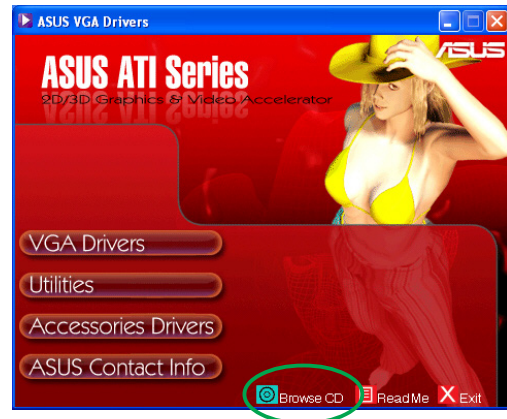 ASUS VGA Drivers
ASUS
ASUS ATI Series
2D/3D Graphics & Video Accelerator
VGA Drivers
Utilities
Accessories Drivers
ASUS Contact Info
Browse CD ReadMe Exit